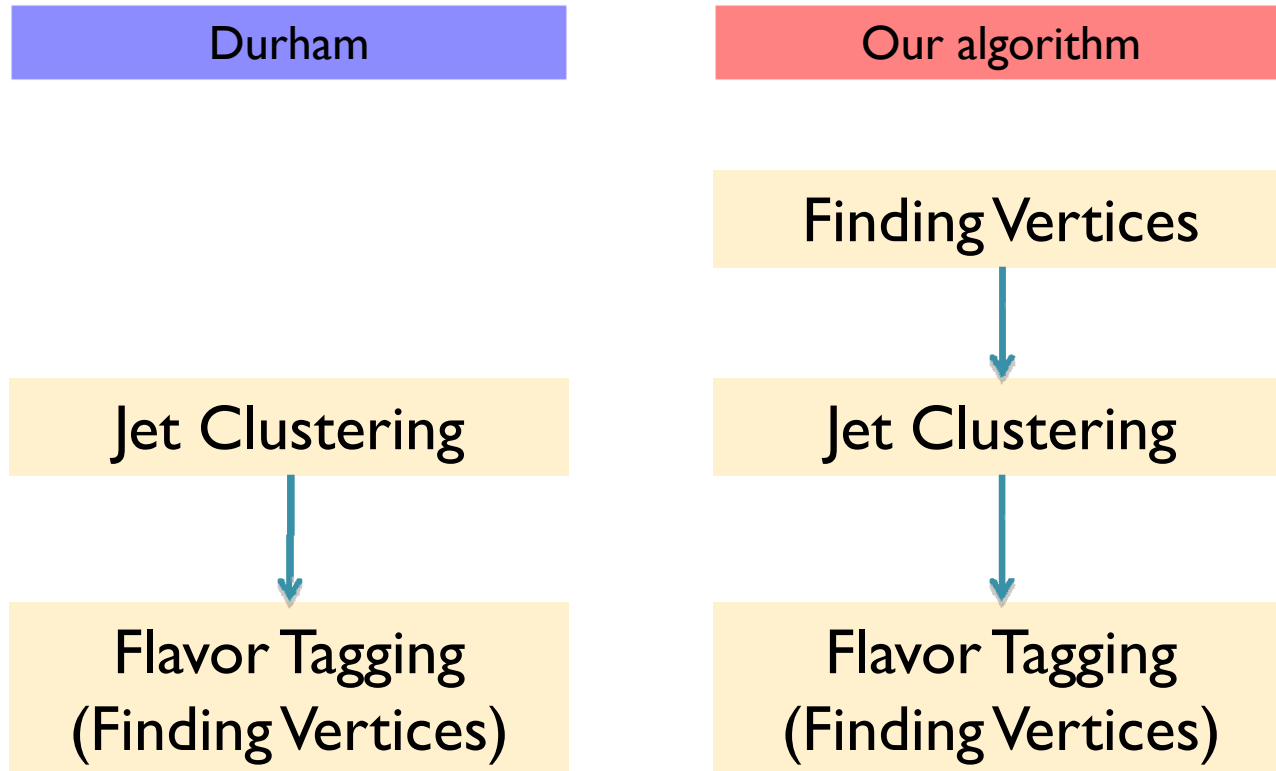 Durham
Our algorithm
Finding Vertices
Jet Clustering
Jet Clustering
Flavor Tagging
(Finding Vertices)
Flavor Tagging
(Finding Vertices)